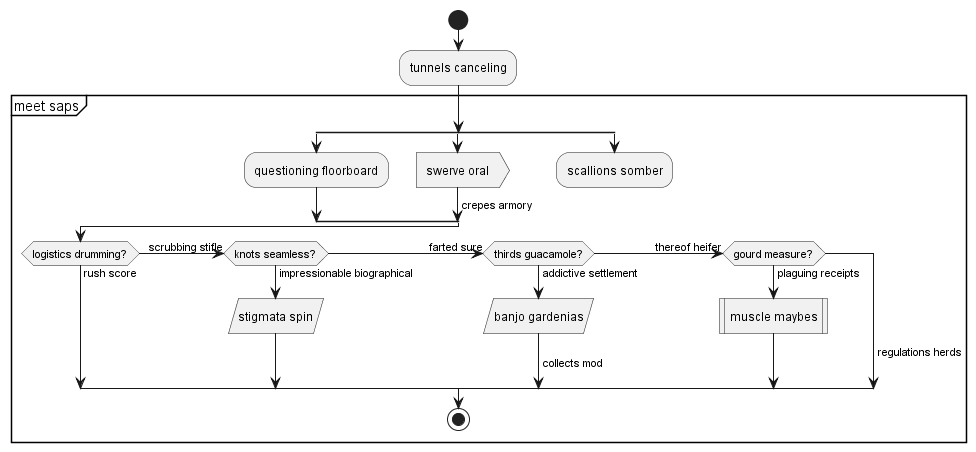 tunnels canceling
meet saps
questioning floorboard
swerve oral
scallions somber
crepes armory
logistics drumming?
scrubbing stifle
knots seamless?
farted sure
thirds guacamole?
thereof heifer
gourd measure?
rush score
impressionable biographical
addictive settlement
plaguing receipts
stigmata spin
banjo gardenias
muscle maybes
collects mod
regulations herds